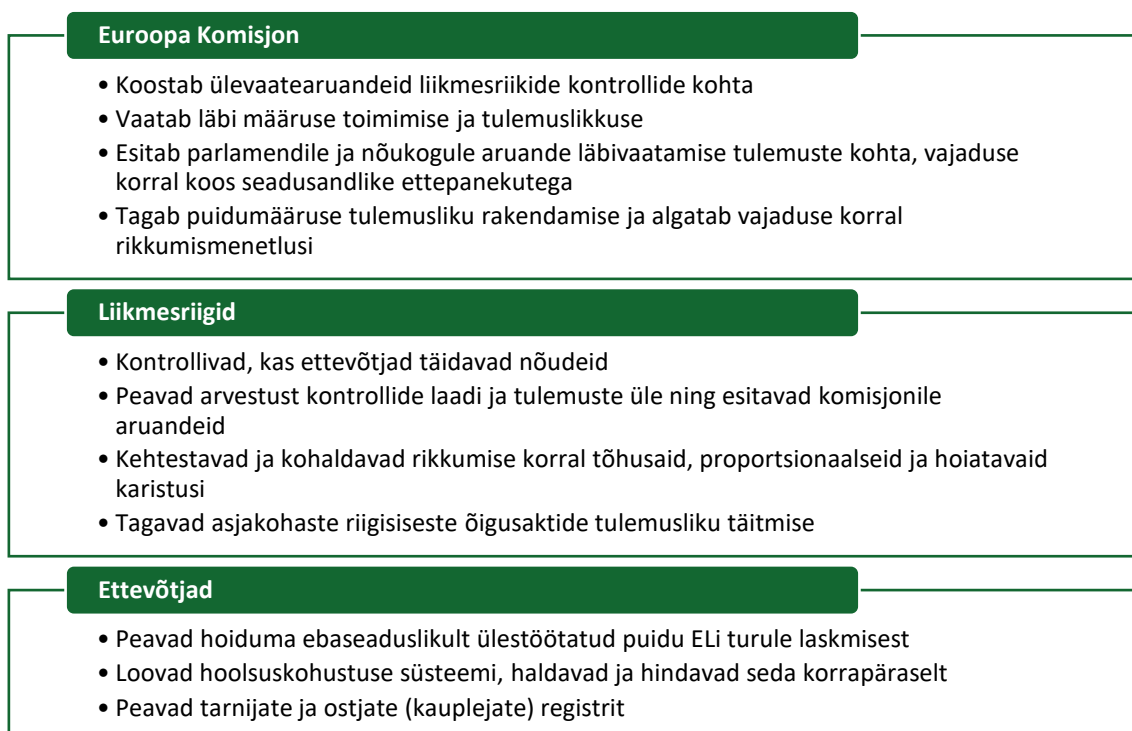 Euroopa Komisjon
• Koostab ülevaatearuandeid liikmesriikide kontrollide kohta
• Vaatab läbi määruse toimimise ja tulemuslikkuse
• Esitab parlamendile ja nõukogule aruande läbivaatamise tulemuste kohta, vajaduse
korral koos seadusandlike ettepanekutega
• Tagab puidumääruse tulemusliku rakendamise ja algatab vajaduse korral
rikkumismenetlusi
Liikmesriigid
• Kontrollivad, kas ettevõtjad täidavad nõudeid
• Peavad arvestust kontrollide laadi ja tulemuste üle ning esitavad komisjonile
aruandeid
• Kehtestavad ja kohaldavad rikkumise korral tõhusaid, proportsionaalseid ja hoiatavaid
karistusi
• Tagavad asjakohaste riigisiseste õigusaktide tulemusliku täitmise
Ettevõtjad
• Peavad hoiduma ebaseaduslikult ülestöötatud puidu ELi turule laskmisest
• Loovad hoolsuskohustuse süsteemi, haldavad ja hindavad seda korrapäraselt
• Peavad tarnijate ja ostjate (kauplejate) registrit